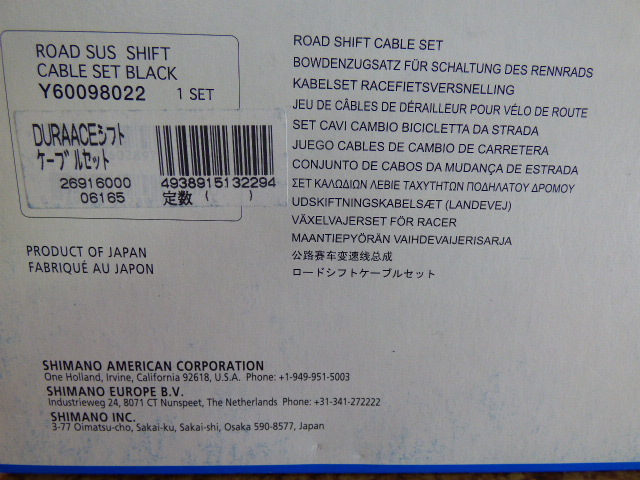 ROAD SUS SHIFT
CABLE SET BLACK
Y60098022 1 SET
DURAACEシフト
ケーブルセット
26916000
06165
4938915132294
定数 ( )
PRODUCT OF JAPAN
FABRIQUÉ AU JAPON
ROAD SHIFT CABLE SET
BOWDENZUGSATZ FÜR SCHALTUNG DES RENNRADS
KABELSET RACEFIETSVERSNELLING
JEU DE CÂBLES DE DÉRAILLEUR POUR VÉLO DE ROUTE
SET CAVI CAMBIO BICICLETTA DA STRADA
JUEGO CABLES DE CAMBIO DE CARRETERA
CONJUNTO DE CABOS DA MUDANÇA DE ESTRADA
ΣΕΤ ΚΑΛΩΔΙΩΝ ΛΕΒΙΕ ΤΑΧΥΤΗΤΩΝ ΠΟΔΗΛΑΤΟΥ ΔΡΟΜΟΥ
UDSKIFTNINGSKABELSÆT (LANDEVEJ)
VÄXELVAJERSET FÖR RACER
MAANTIEPYÖRÄN VAIHDEVAIJERISARJA
公路赛车变速线总成
ロードシフトケーブルセット
SHIMANO AMERICAN CORPORATION
One Holland, Irvine, California 92618, U.S.A. Phone: +1-949-951-5003
SHIMANO EUROPE B.V.
Industrieweg 24, 8071 CT Nunspeet, The Netherlands Phone: +31-341-272222
SHIMANO INC.
3-77 Oimatsu-cho, Sakai-ku, Sakai-shi, Osaka 590-8577, Japan